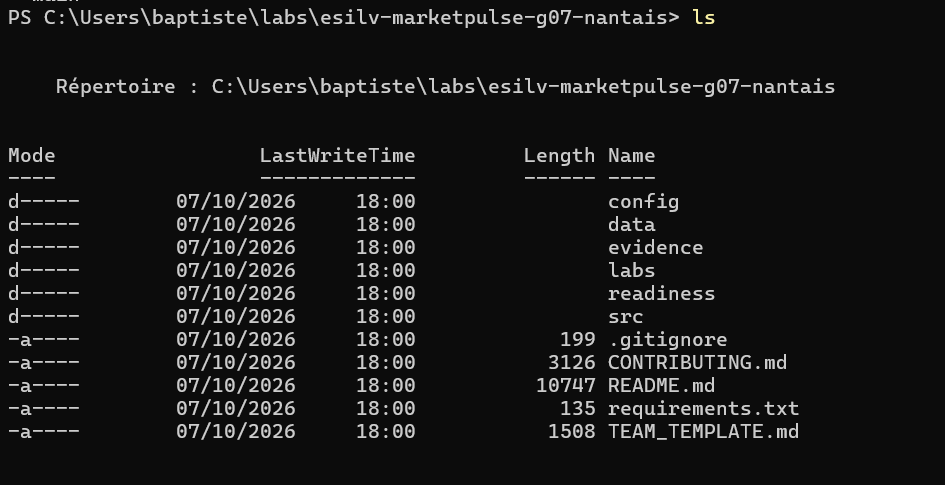 PS C:\Users\baptiste\labs\esilv-marketpulse-g07-nantais> ls
Répertoire : C:\Users\baptiste\labs\esilv-marketpulse-g07-nantais
Mode LastWriteTime Length Name
---- ------------- ------ ----
d----- 07/10/2026 18:00 config
d----- 07/10/2026 18:00 data
d----- 07/10/2026 18:00 evidence
d----- 07/10/2026 18:00 labs
d----- 07/10/2026 18:00 readiness
d----- 07/10/2026 18:00 src
-a---- 07/10/2026 18:00 199 .gitignore
-a---- 07/10/2026 18:00 3126 CONTRIBUTING.md
-a---- 07/10/2026 18:00 10747 README.md
-a---- 07/10/2026 18:00 135 requirements.txt
-a---- 07/10/2026 18:00 1508 TEAM_TEMPLATE.md